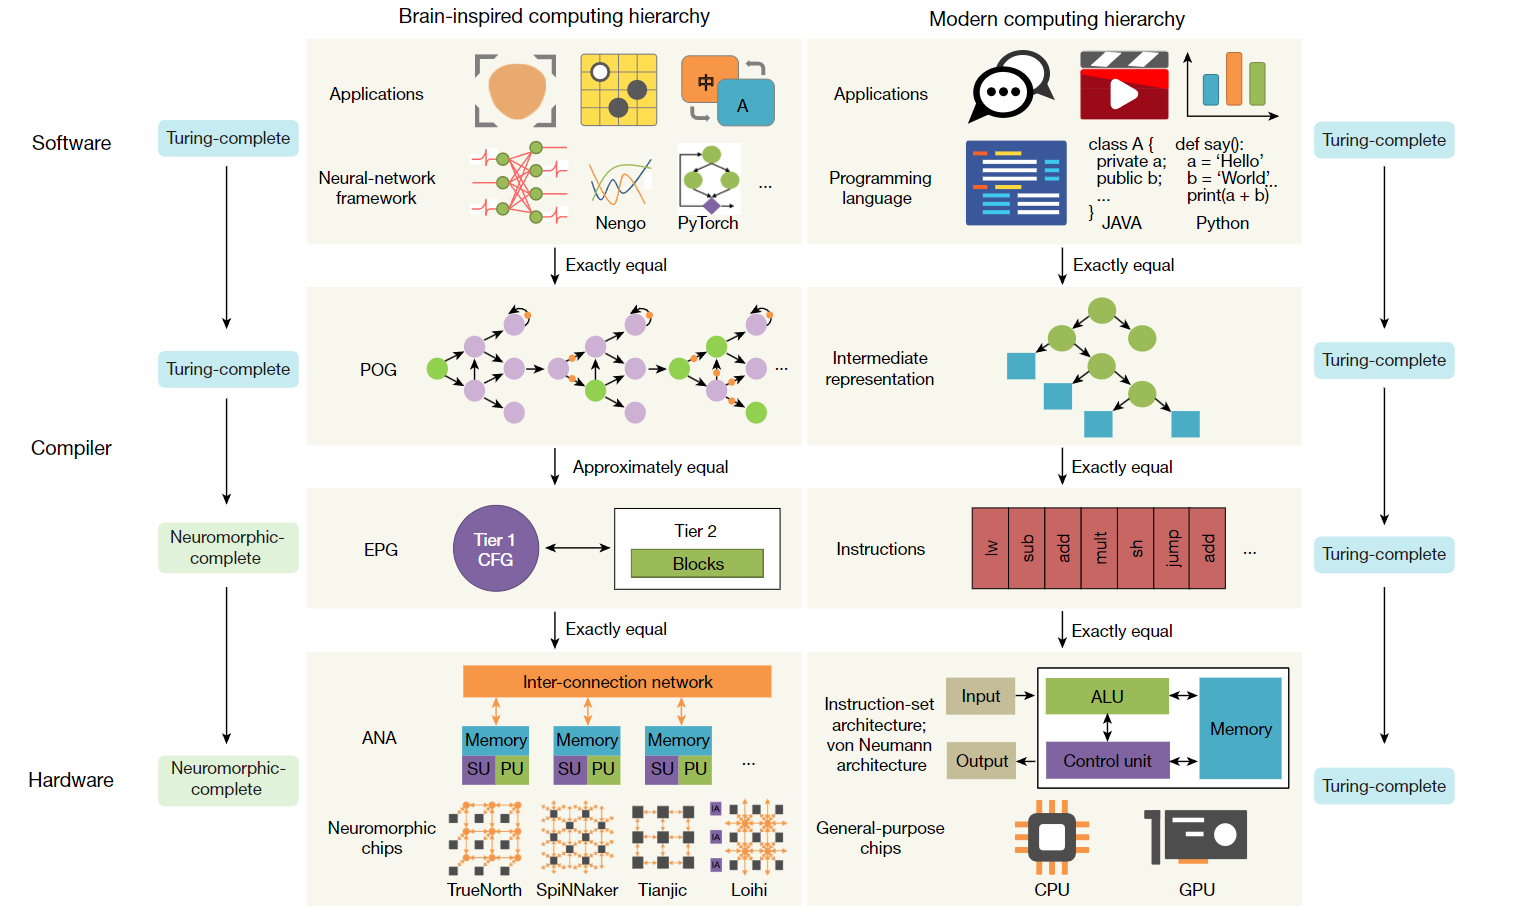 Brain-inspired computing hierarchy
Modern computing hierarchy
Software
Turing-complete
Applications
中
A
Neural-network
framework
Nengo
PyTorch
...
Applications
Programming
language
class A {
private a;
public b;
...
}
JAVA
def say():
a = ‘Hello’
b = ‘World’...
print(a + b)
Python
Turing-complete
Exactly equal
Exactly equal
Compiler
Turing-complete
POG
...
Intermediate
representation
Turing-complete
Approximately equal
Exactly equal
Neuromorphic-
complete
EPG
Tier 1
CFG
Tier 2
Blocks
Instructions
lw
sub
add
mult
sh
jump
add
...
Turing-complete
Exactly equal
Exactly equal
Hardware
Neuromorphic-
complete
ANA
Inter-connection network
Memory
SU PU
Memory
SU PU
Memory
SU PU
...
Neuromorphic
chips
IA
IA
IA
TrueNorth
SpiNNaker
Tianjic
Loihi
Instruction-set
architecture;
von Neumann
architecture
Input
Output
ALU
Control unit
Memory
General-purpose
chips
CPU
GPU
Turing-complete